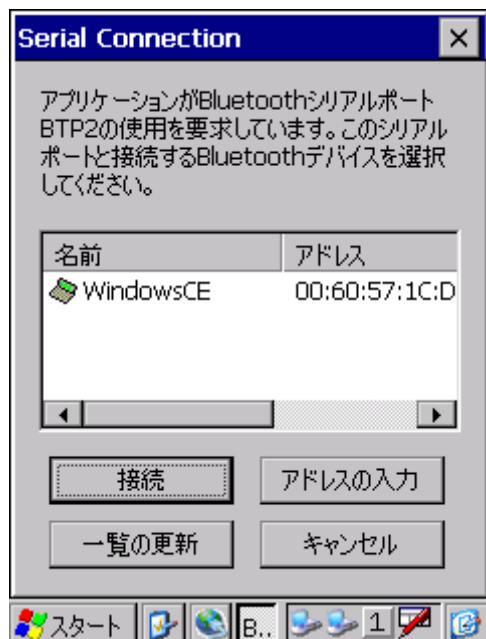 Serial Connection
アプリケーションがBluetoothシリアルポート
BTP2の使用を要求しています。このシリアル
ポートと接続するBluetoothデバイスを選択
してください。
名前 アドレス
WindowsCE 00:60:57:1C:D
接続 アドレスの入力
一覧の更新 キャンセル
スタート B.. 1